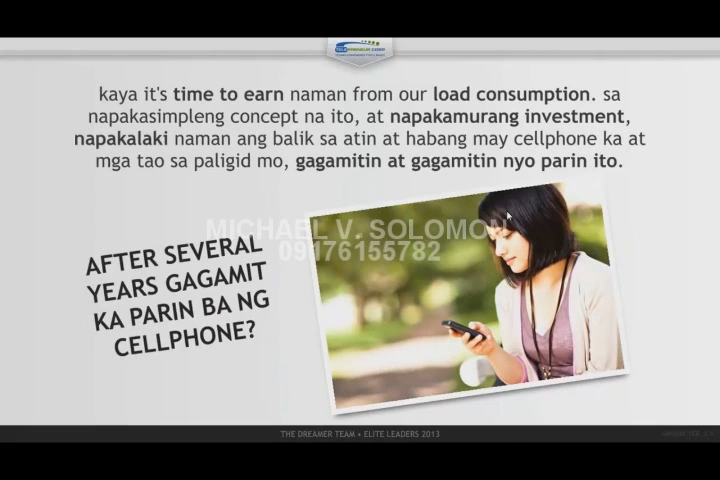 kaya it's time to earn naman from our load consumption. sa
napakasimpleng concept na ito, at napakamurang investment,
napakalaki naman ang balik sa atin at habang may cellphone ka at
mga tao sa paligid mo, gagamitin at gagamitin nyo parin ito.
MICHAEL V. SOLOMON
09176155782
AFTER SEVERAL
YEARS GAGAMIT
KA PARIN BA NG
CELLPHONE?
THE DREAMER TEAM • ELITE LEADERS 2013